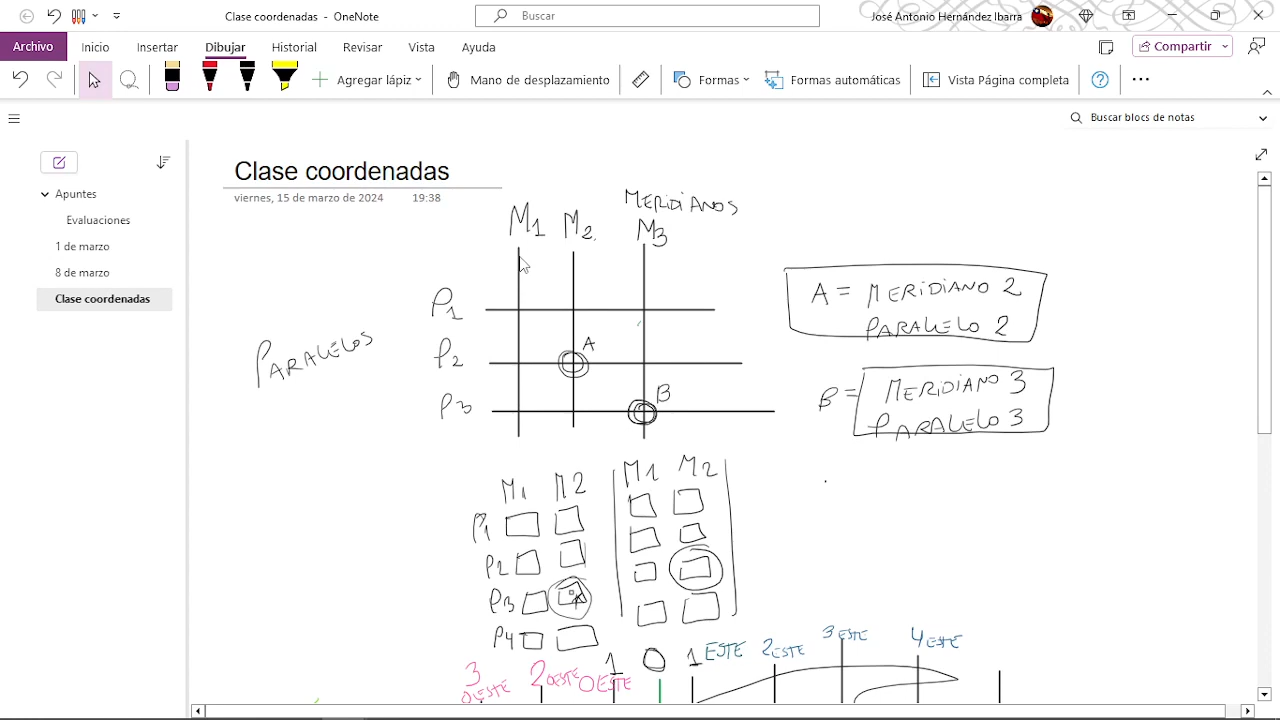 Clase coordenadas - OneNote
Buscar
José Antonio Hernández Ibarra
Archivo
Inicio
Insertar
Dibujar
Historial
Revisar
Vista
Ayuda
Compartir
Agregar lápiz
Mano de desplazamiento
Formas
Formas automáticas
Vista Página completa
Buscar blocs de notas
Apuntes
Evaluaciones
1 de marzo
8 de marzo
Clase coordenadas
Clase coordenadas
viernes, 15 de marzo de 2024 19:38
MERIDIANOS
M1 M2 M3
P1
P2
P3
PARALELOS
A
B
A = MERIDIANO 2
PARALELO 2
B = MERIDIANO 3
PARALELO 3
M1 M2 M1 M2
P1
P2
P3
P4
3 OESTE
2 OESTE
1 OESTE
0
1 ESTE
2 ESTE
3 ESTE
4 ESTE